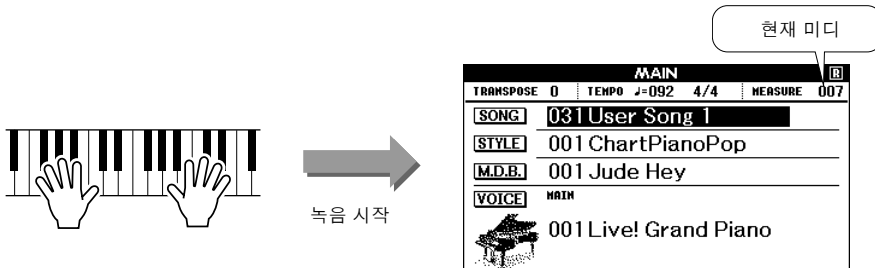 현재 미디
MAIN R
TRANSPOSE 0 TEMPO ♩=092 4/4 MEASURE 007
SONG 031 User Song 1
STYLE 001 ChartPianoPop
M.D.B. 001 Jude Hey
VOICE MAIN
001 Live! Grand Piano
녹음 시작